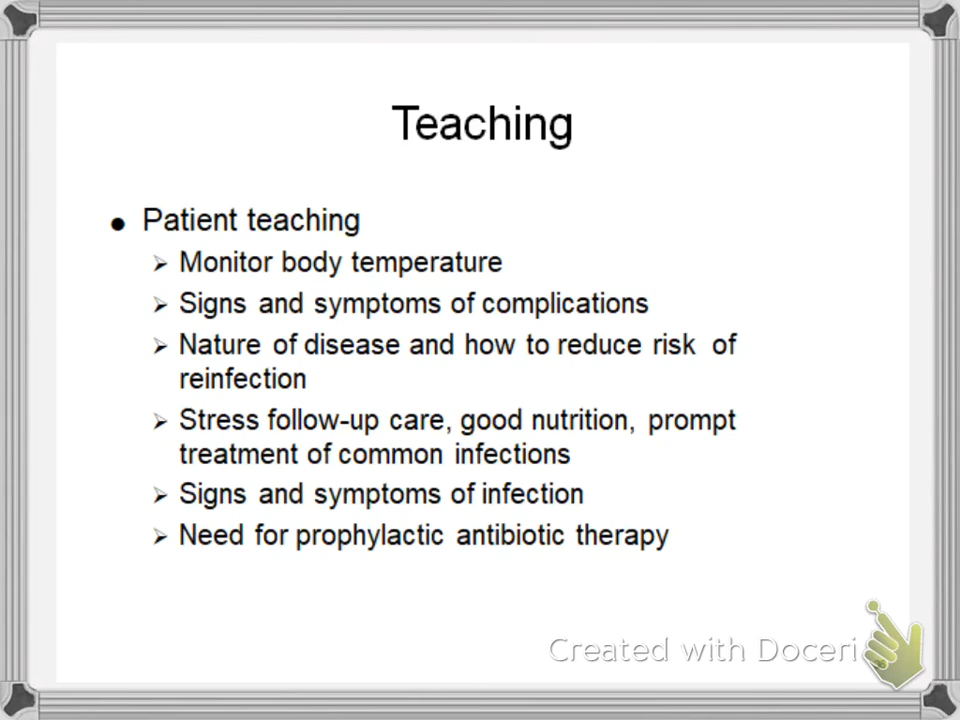 Teaching
● Patient teaching
➢ Monitor body temperature
➢ Signs and symptoms of complications
➢ Nature of disease and how to reduce risk of
reinfection
➢ Stress follow-up care, good nutrition, prompt
treatment of common infections
➢ Signs and symptoms of infection
➢ Need for prophylactic antibiotic therapy
Created with Doceri